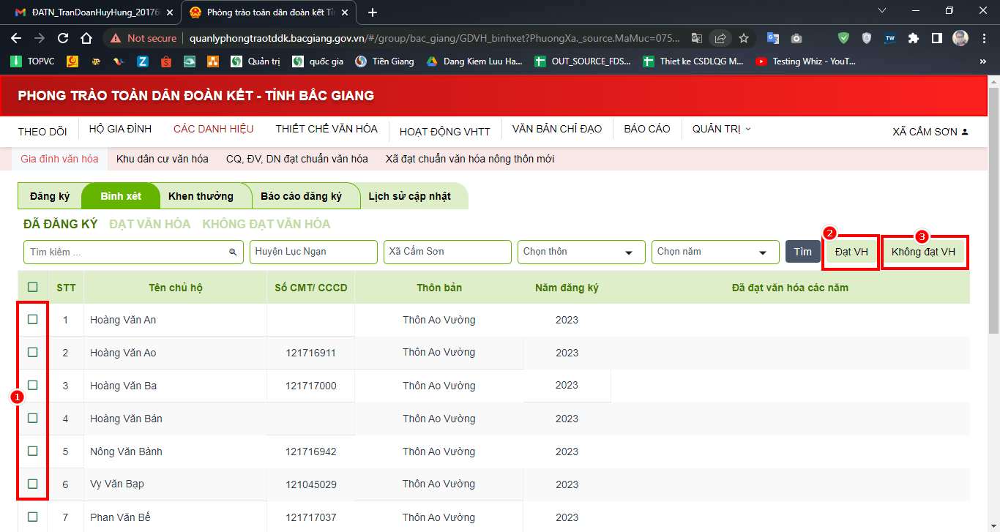 ĐATN_TranDoanHuyHung_20176
Phòng trào toàn dân đoàn kết Tỉn
Not secure
quanlyphongtraotddk.bacgiang.gov.vn/#/group/bac_giang/GDVH_binhxet?PhuongXa._source.MaMuc=075...
TOPVC
Quản trị
quốc gia
Tiền Giang
Dang Kiem Luu Ha...
OUT_SOURCE_FDS...
Thiet ke CSDLQG M...
Testing Whiz - YouT...
PHONG TRÀO TOÀN DÂN ĐOÀN KẾT - TỈNH BẮC GIANG
THEO DÕI HỘ GIA ĐÌNH CÁC DANH HIỆU THIẾT CHẾ VĂN HÓA HOẠT ĐỘNG VHTT VĂN BẢN CHỈ ĐẠO BÁO CÁO QUẢN TRỊ XÃ CẤM SƠN
Gia đình văn hóa Khu dân cư văn hóa CQ, ĐV, DN đạt chuẩn văn hóa Xã đạt chuẩn văn hóa nông thôn mới
Đăng ký Bình xét Khen thưởng Báo cáo đăng ký Lịch sử cập nhật
ĐÃ ĐĂNG KÝ ĐẠT VĂN HÓA KHÔNG ĐẠT VĂN HÓA
2 3
Tìm kiếm ... Huyện Lục Ngạn Xã Cấm Sơn Chọn thôn Chọn năm Tìm Đạt VH Không đạt VH
STT Tên chủ hộ Số CMT/ CCCD Thôn bản Năm đăng ký Đã đạt văn hóa các năm
1 Hoàng Văn An Thôn Ao Vường 2023
2 Hoàng Văn Ao 121716911 Thôn Ao Vường 2023
3 Hoàng Văn Ba 121717000 Thôn Ao Vường 2023
1
4 Hoàng Văn Bán Thôn Ao Vường 2023
5 Nông Văn Bành 121716942 Thôn Ao Vường 2023
6 Vy Văn Bạp 121045029 Thôn Ao Vường 2023
7 Phan Văn Bế 121717037 Thôn Ao Vường 2023